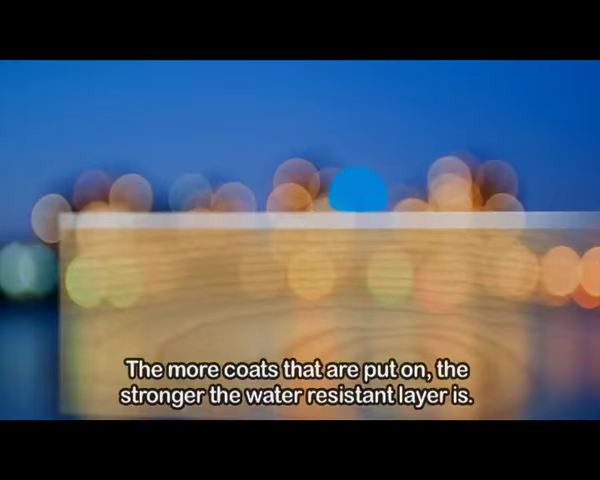 The more coats that are put on, the
stronger the water resistant layer is.